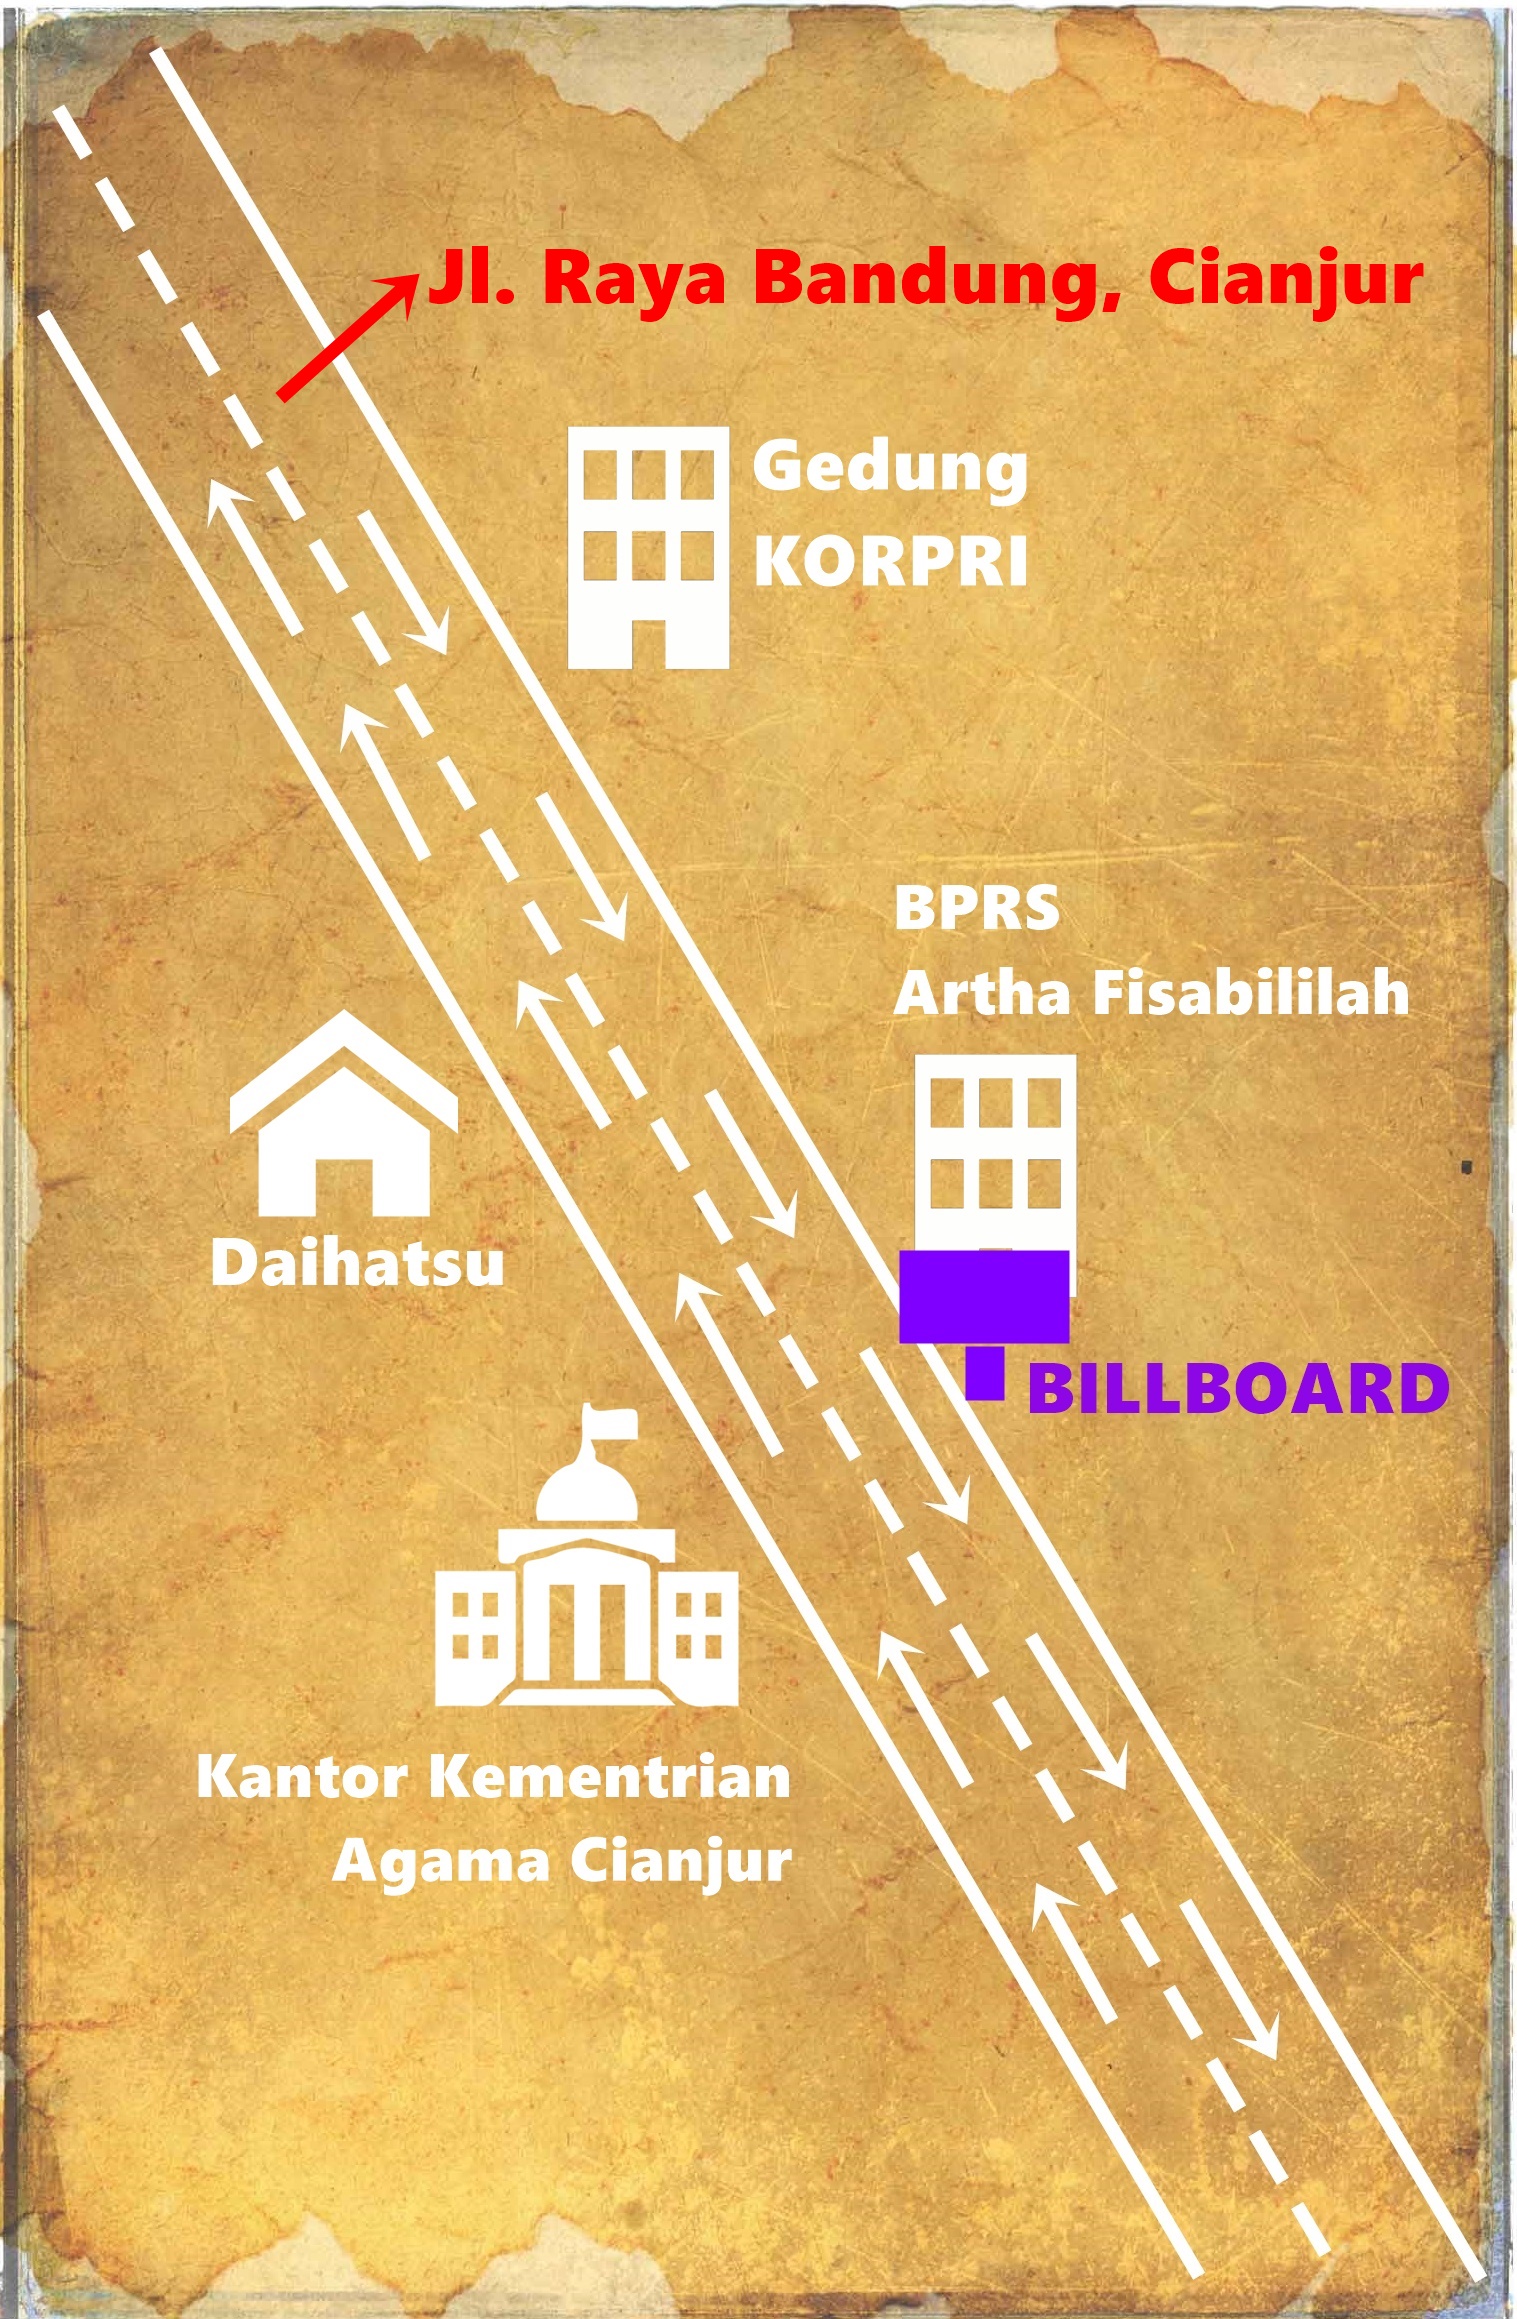 Jl. Raya Bandung, Cianjur
Gedung
KORPRI
BPRS
Artha Fisabililah
Daihatsu
BILLBOARD
Kantor Kementrian
Agama Cianjur